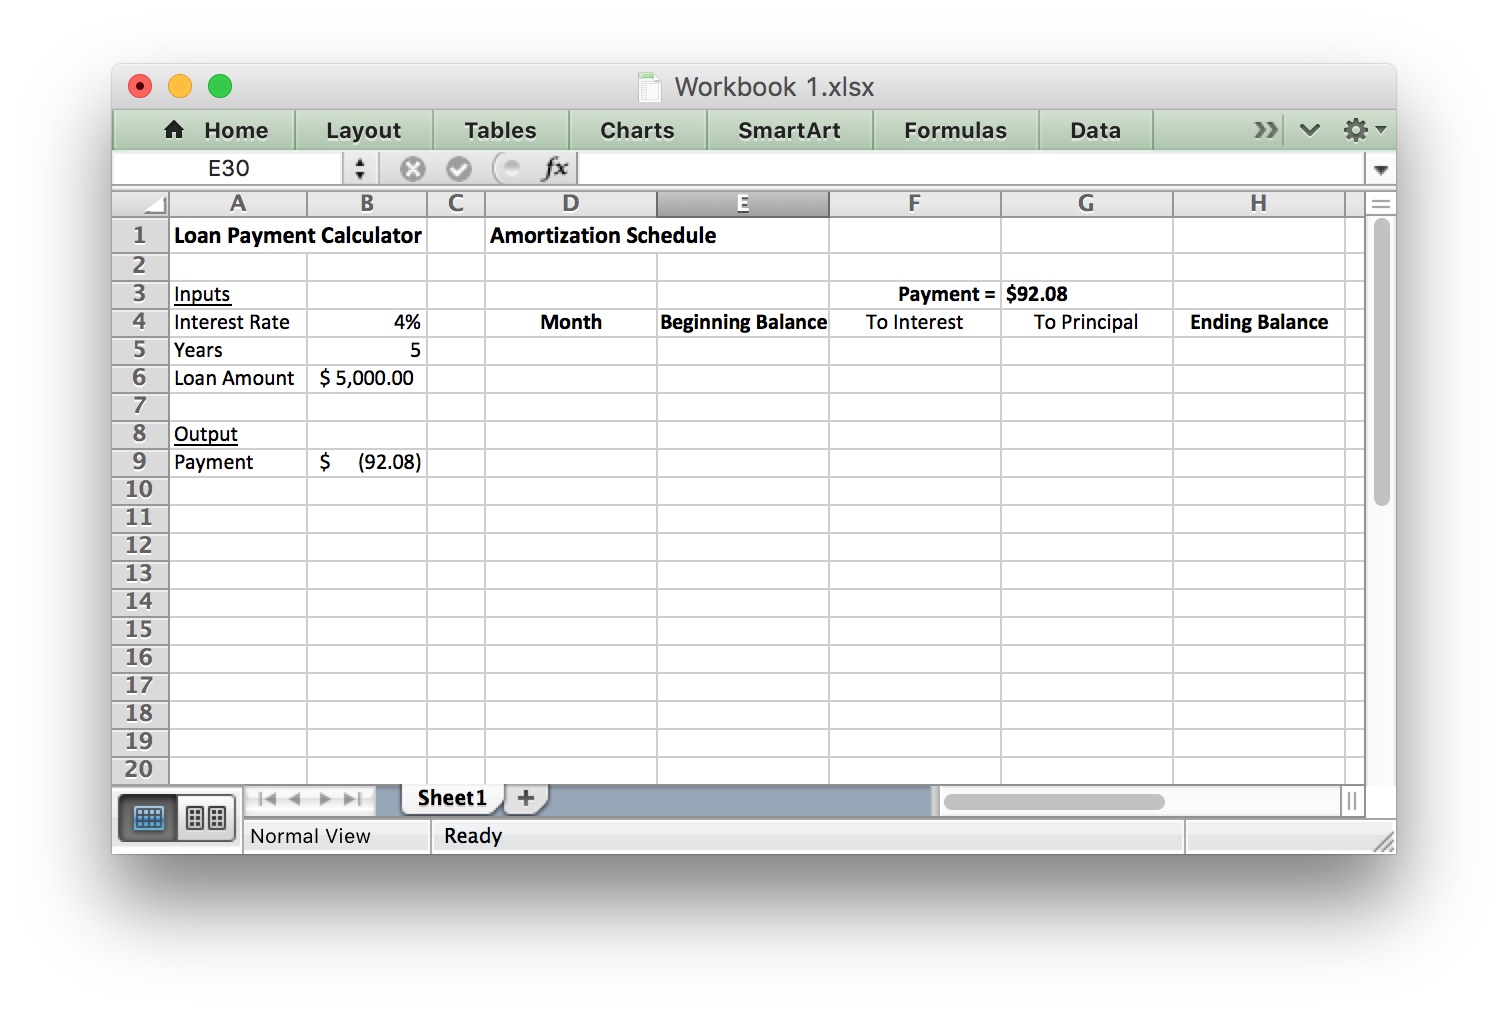 Workbook 1.xlsx
Home Layout Tables Charts SmartArt Formulas Data
E30 fx
A B C D E F G H
1 Loan Payment Calculator Amortization Schedule
2
3 Inputs Payment = $92.08
4 Interest Rate 4% Month Beginning Balance To Interest To Principal Ending Balance
5 Years 5
6 Loan Amount $ 5,000.00
7
8 Output
9 Payment $ (92.08)
10
11
12
13
14
15
16
17
18
19
20
Sheet1
Normal View Ready